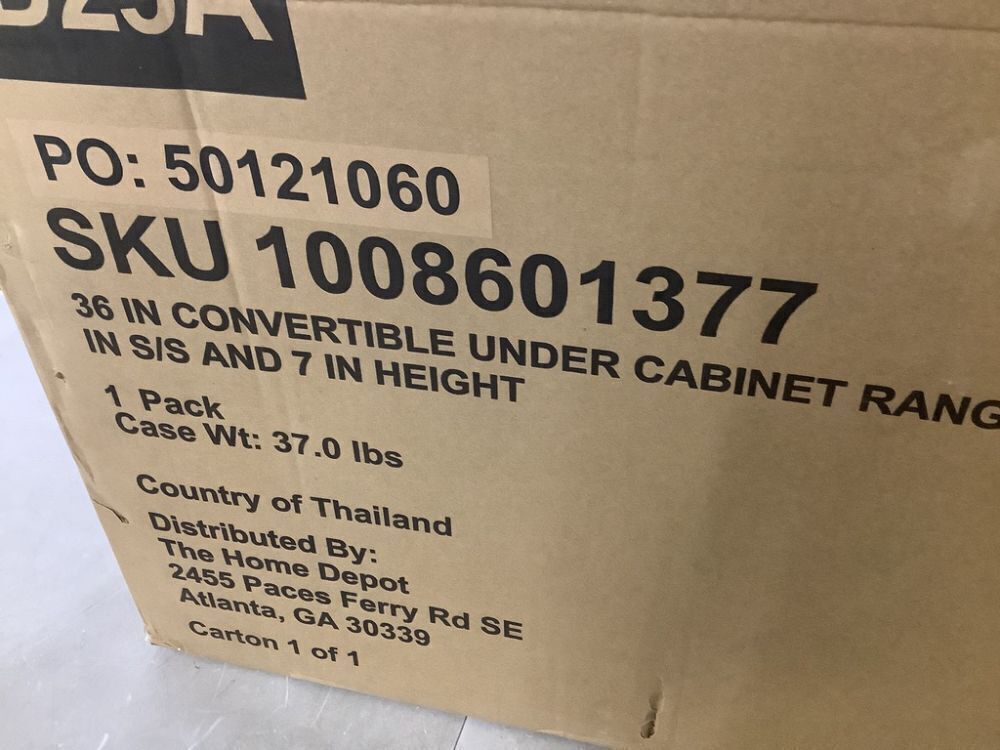 PO: 50121060
SKU 1008601377
36 IN CONVERTIBLE UNDER CABINET
IN S/S AND 7 IN HEIGHT
1 Pack
Case Wt: 37.0 lbs
Country of Thailand
Distributed By:
The Home Depot
2455 Paces Ferry Rd SE
Atlanta, GA 30339
Carton 1 of 1